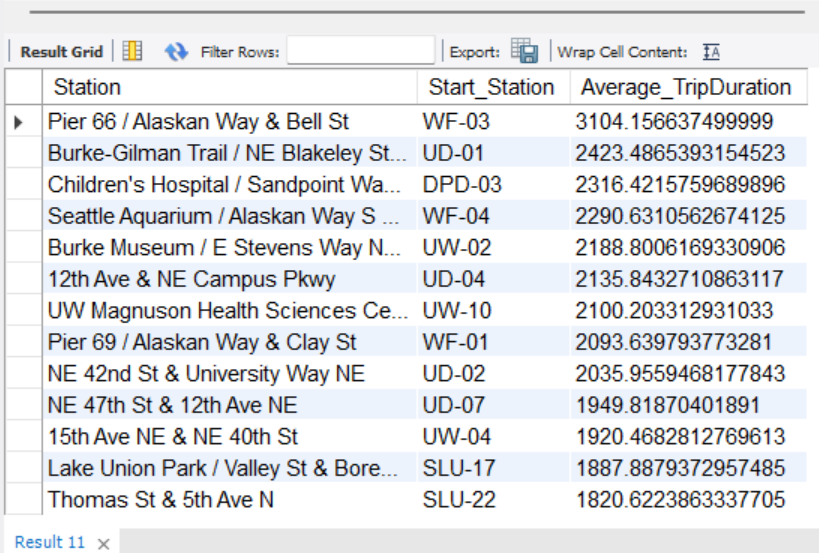 Result Grid Filter Rows: Export: Wrap Cell Content: IA
Station Start_Station Average_TripDuration
Pier 66 / Alaskan Way & Bell St WF-03 3104.156637499999
Burke-Gilman Trail / NE Blakeley St... UD-01 2423.4865393154523
Children's Hospital / Sandpoint Wa... DPD-03 2316.4215759689896
Seattle Aquarium / Alaskan Way S ... WF-04 2290.6310562674125
Burke Museum / E Stevens Way N... UW-02 2188.8006169330906
12th Ave & NE Campus Pkwy UD-04 2135.8432710863117
UW Magnuson Health Sciences Ce... UW-10 2100.203312931033
Pier 69 / Alaskan Way & Clay St WF-01 2093.639793773281
NE 42nd St & University Way NE UD-02 2035.9559468177843
NE 47th St & 12th Ave NE UD-07 1949.81870401891
15th Ave NE & NE 40th St UW-04 1920.4682812769613
Lake Union Park / Valley St & Bore... SLU-17 1887.8879372957485
Thomas St & 5th Ave N SLU-22 1820.6223863337705
Result 11 ×